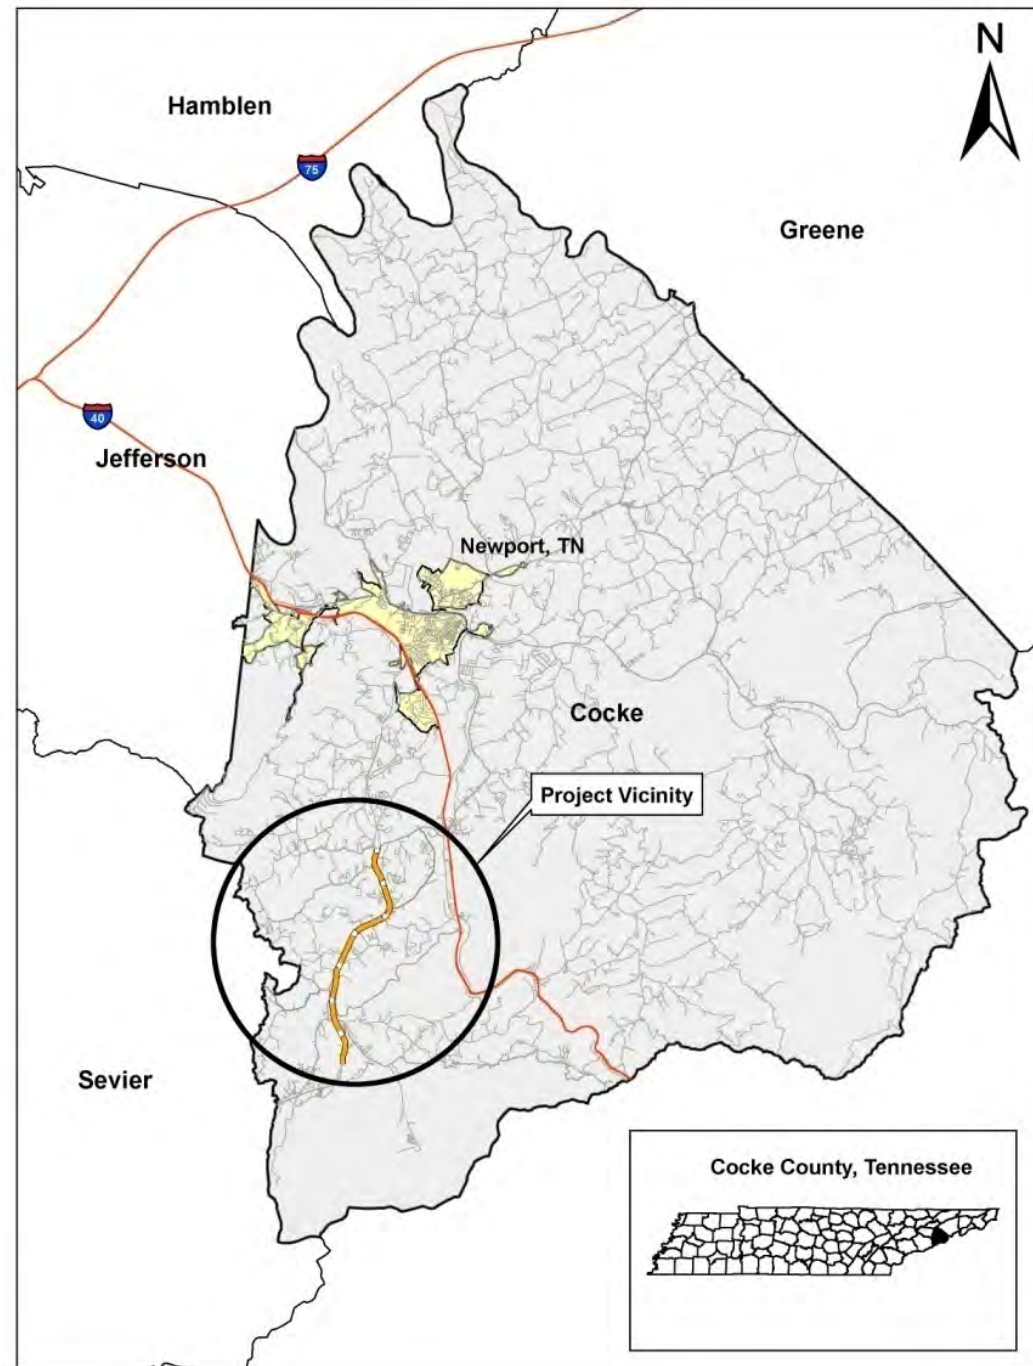 N
Hamblen
75
Greene
40
Jefferson
Newport, TN
Cocke
Project Vicinity
Sevier
Cocke County, Tennessee